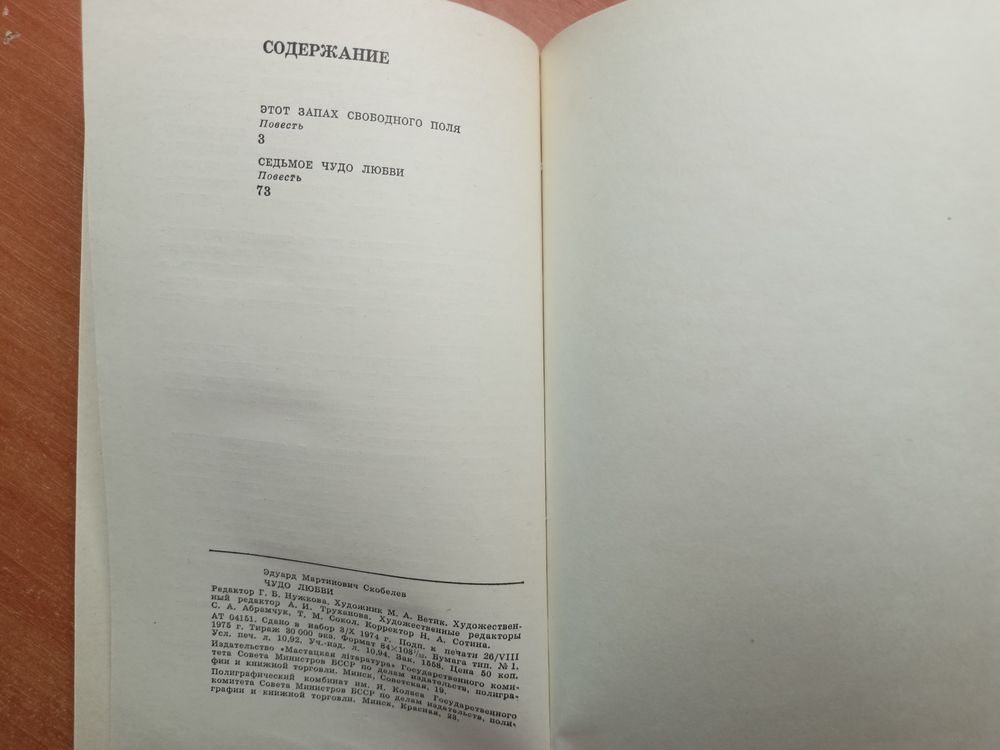 СОДЕРЖАНИЕ
ЭТОТ ЗАПАХ СВОБОДНОГО ПОЛЯ
Повесть
3
СЕДЬМОЕ ЧУДО ЛЮБВИ
Повесть
73
Эдуард Мартинович Скобелев
ЧУДО ЛЮБВИ
Редактор Г. В. Нужкова. Художник М. А. Ветик. Художествен-
ный редактор А. И. Труханова. Художественные редакторы
С. А. Абрамчук, Т. М. Сокол. Корректор Н. А. Сотина.
АТ 04151. Сдано в набор 3/X 1974 г. Подп. к печати 26/VIII
1975 г. Тираж 30 000 экз. Формат 84×108¹/₃₂. Бумага тип. № 1.
Усл. печ. л. 10,92. Уч.-изд. л. 10,94. Зак. 1558. Цена 50 коп.
Издательство «Мастацкая літаратура» Государственного коми-
тета Совета Министров БССР по делам издательств, полигра-
фии и книжной торговли. Минск, Советская, 19.
Полиграфический комбинат им. Я. Коласа Государственного
комитета Совета Министров БССР по делам издательств, поли-
графии и книжной торговли. Минск, Красная, 23.